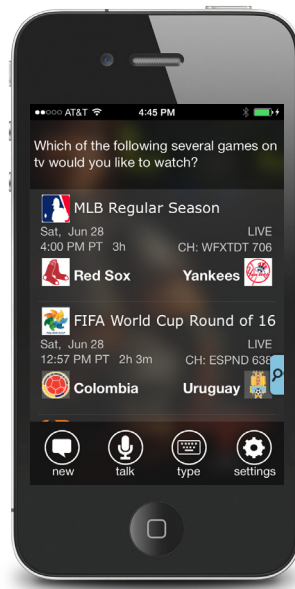 AT&T 4:45 PM
Which of the following several games on
tv would you like to watch?
MLB Regular Season
Sat, Jun 28 LIVE
4:00 PM PT 3h CH: WFXTDT 706
Red Sox Yankees
FIFA World Cup Round of 16
Sat, Jun 28 LIVE
12:57 PM PT 2h 3m CH: ESPND 638
Colombia Uruguay
new talk type settings